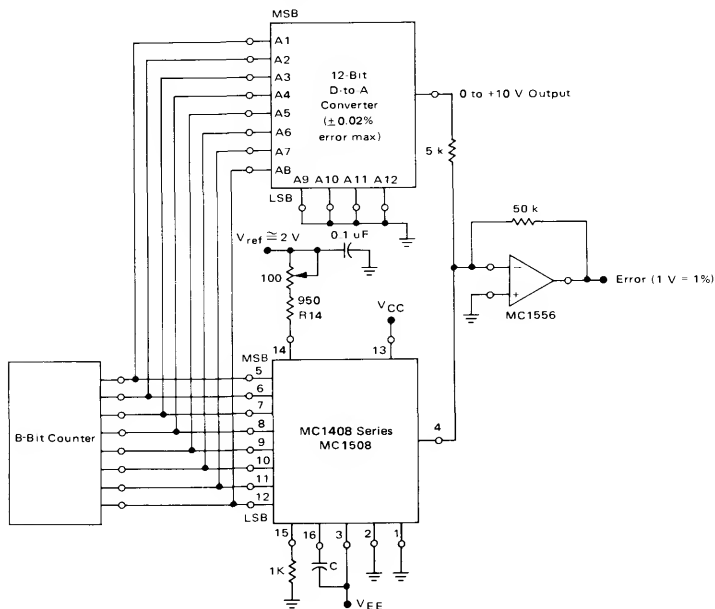 MSB
A1
A2
A3
A4
A5
A6
A7
AB
12-Bit
D-to-A
Converter
(±0.02%
error max)
A9 A10 A11 A12
LSB
0 to +10 V Output
5 k
50 k
Vref ≅ 2 V
0.1 uF
100
950
R14
VCC
−
+
MC1556
Error (1 V = 1%)
14
13
MSB
5
6
7
8
9
10
11
12
LSB
B-Bit Counter
MC1408 Series
MC1508
4
15
16
3
2
1
1K
C
VEE